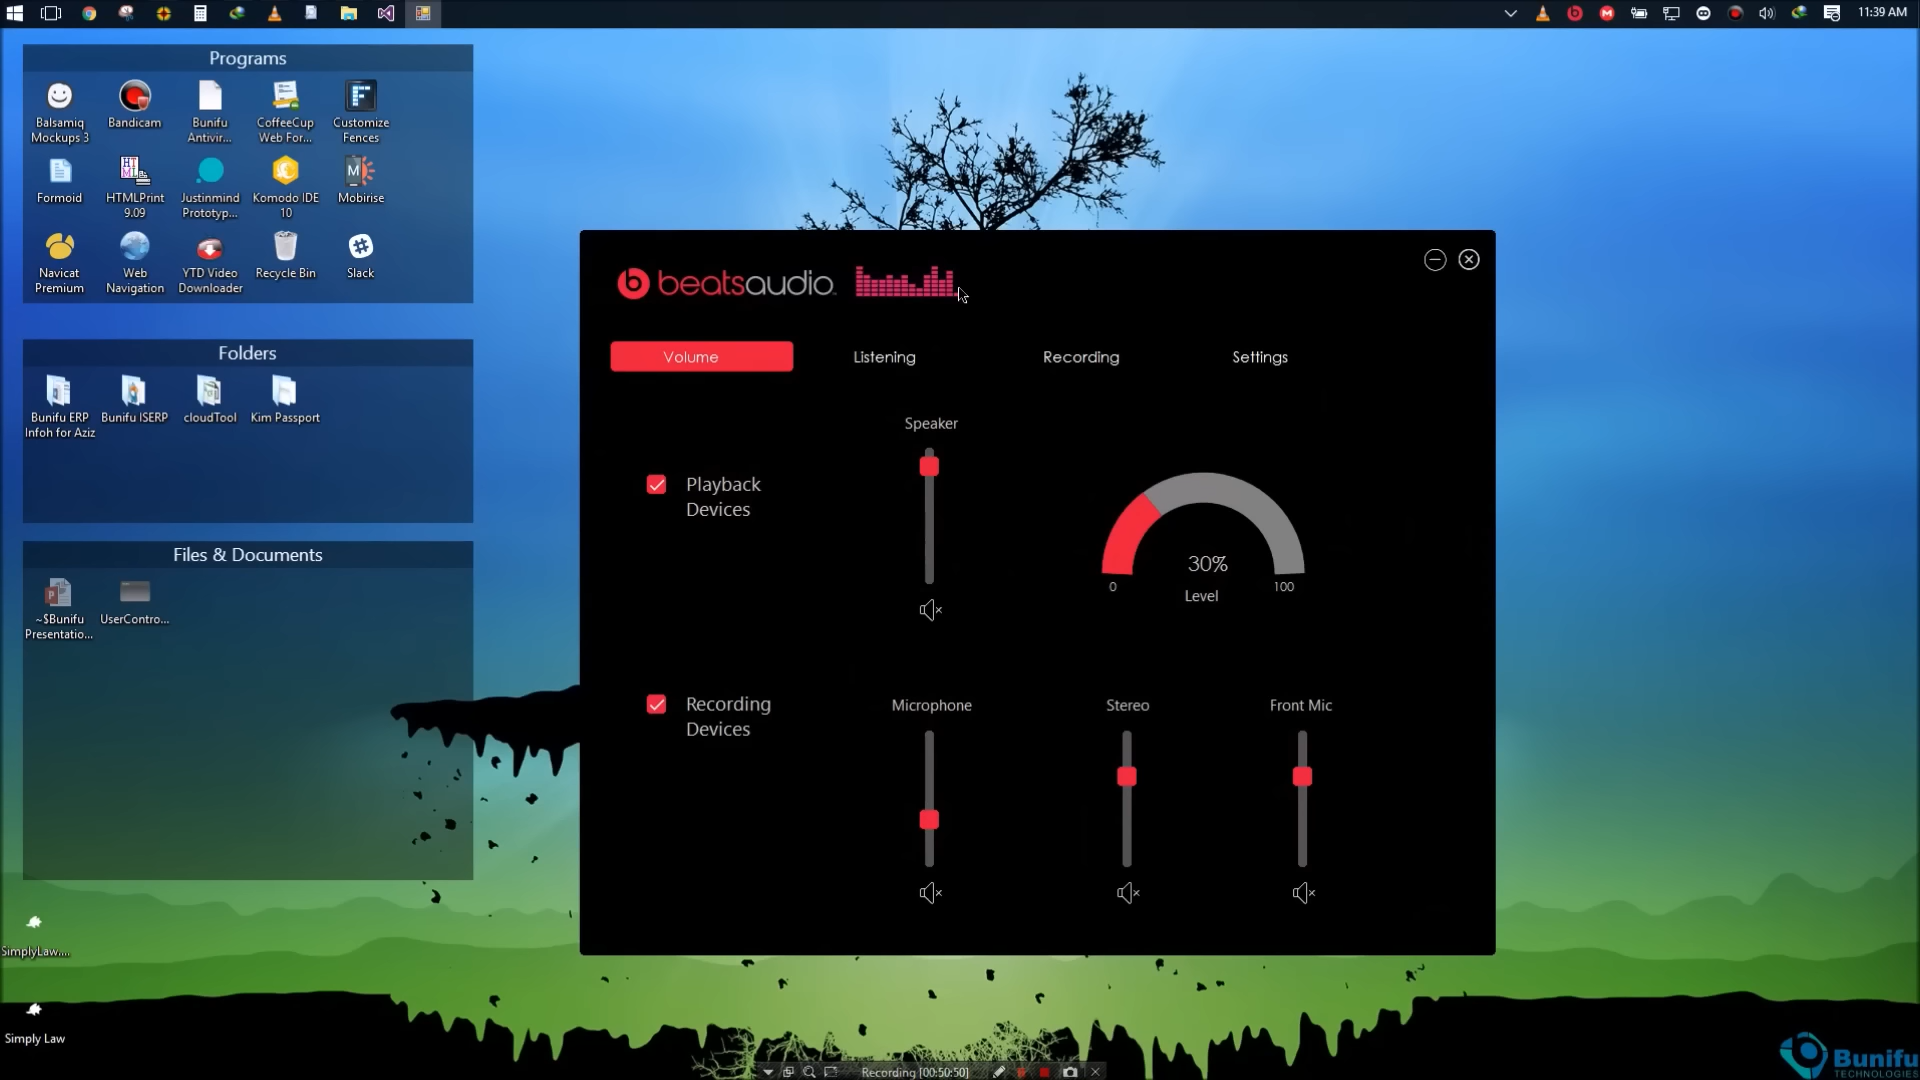 11:39 AM
Programs
Balsamiq
Mockups 3
Bandicam
Bunifu
Antivir...
CoffeeCup
Web For...
Customize
Fences
Formoid
HTMLPrint
9.09
Justinmind
Prototyp...
Komodo IDE
10
Mobirise
Navicat
Premium
Web
Navigation
YTD Video
Downloader
Recycle Bin
Slack
Folders
Bunifu ERP
Infoh for Aziz
Bunifu ISERP
cloudTool
Kim Passport
Files & Documents
~$Bunifu
Presentatio...
UserContro...
SimplyLaw....
Simply Law
beatsaudio
Volume
Listening
Recording
Settings
Speaker
Playback
Devices
30%
0
100
Level
Recording
Devices
Microphone
Stereo
Front Mic
Recording [00:50:50]
Bunifu
TECHNOLOGIES